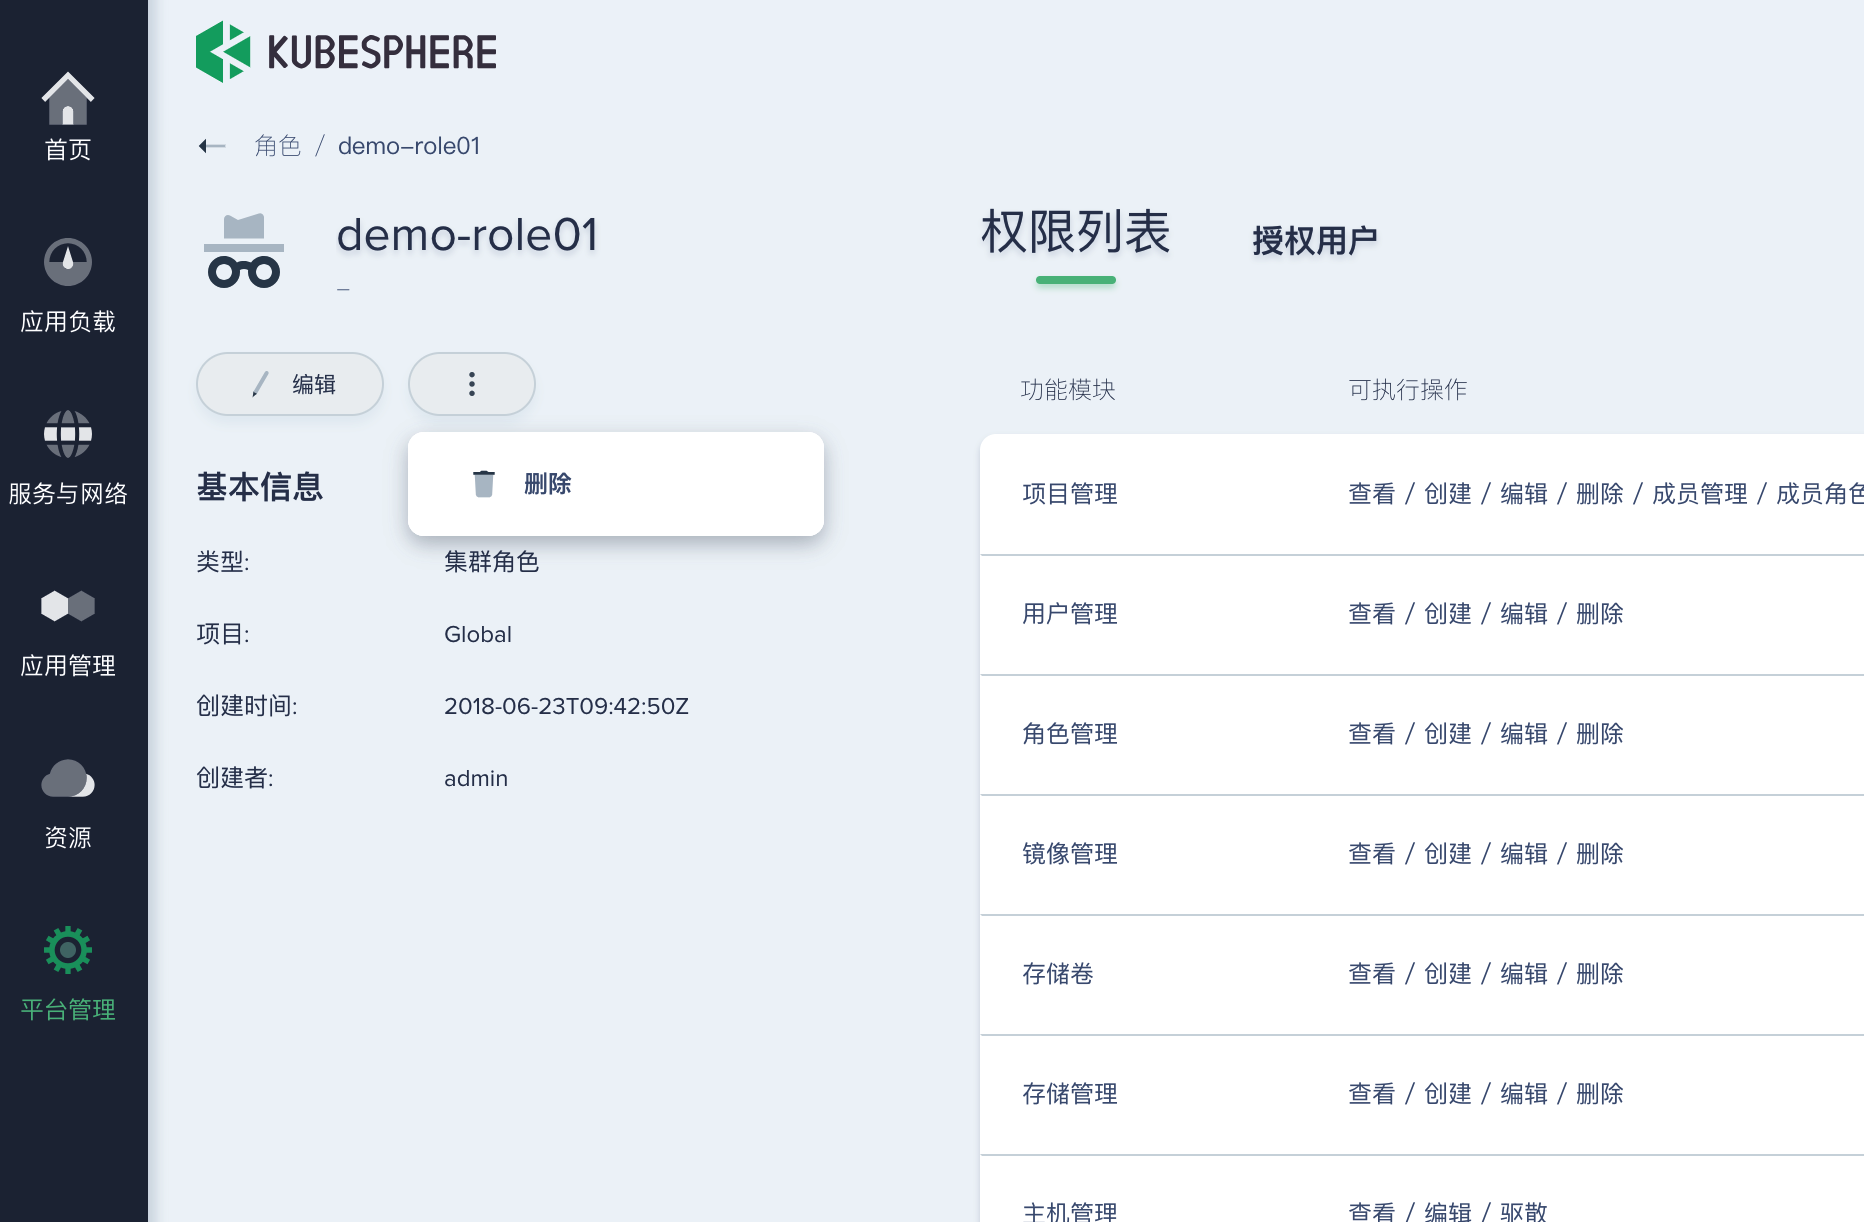 KUBESPHERE
首页
应用负载
服务与网络
应用管理
资源
平台管理
角色 / demo–role01
demo-role01
–
编辑
删除
基本信息
类型: 集群角色
项目: Global
创建时间: 2018-06-23T09:42:50Z
创建者: admin
权限列表 授权用户
功能模块 可执行操作
项目管理 查看 / 创建 / 编辑 / 删除 / 成员管理 / 成员角色
用户管理 查看 / 创建 / 编辑 / 删除
角色管理 查看 / 创建 / 编辑 / 删除
镜像管理 查看 / 创建 / 编辑 / 删除
存储卷 查看 / 创建 / 编辑 / 删除
存储管理 查看 / 创建 / 编辑 / 删除
主机管理 查看 / 编辑 / 驱散